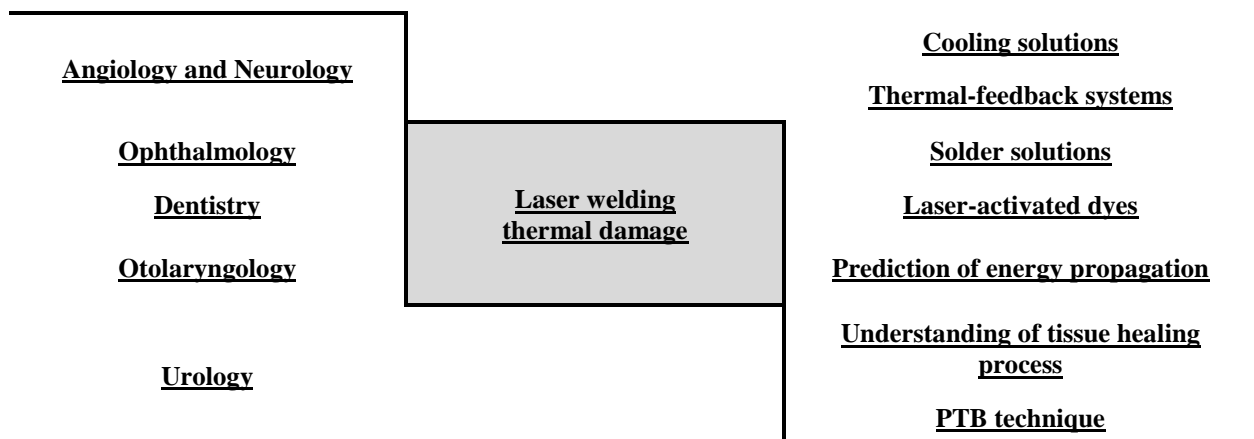 Angiology and Neurology
Ophthalmology
Dentistry
Otolaryngology
Urology
Laser welding
thermal damage
Cooling solutions
Thermal-feedback systems
Solder solutions
Laser-activated dyes
Prediction of energy propagation
Understanding of tissue healing
process
PTB technique